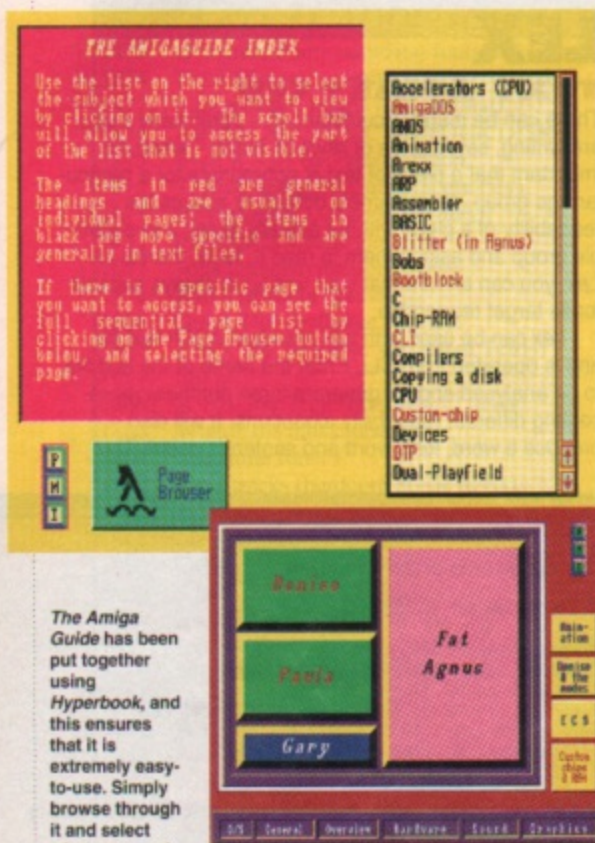 THE AMIGAGUIDE INDEX
Use the list on the right to select
the subject which you want to view
by clicking on it. The scroll bar
will allow you to access the part
of the list that is not visible.
The items in red are general
headings and are usually on
individual pages; the items in
black are more specific and are
generally in text files.
If there is a specific page that
you want to access, you can see the
full sequential page list by
clicking on the Page Browser button
below, and selecting the required
page.
Accelerators (CPU)
AmigaDOS
AMOS
Animation
Arexx
ARP
Assembler
BASIC
Blitter (in Agnus)
Bobs
Bootblock
C
Chip-RAM
CLI
Compilers
Copying a disk
CPU
Custom-chip
Devices
DTP
Dual-Playfield
P
M
I
Page
Browser
The Amiga
Guide has been
put together
using
Hyperbook, and
this ensures
that it is
extremely easy-
to-use. Simply
browse through
it and select
Denise
Paula
Gary
Fat
Agnus
Anim-
ation
Denise
& the
modes
ECS
Custom
chips
& RAM
O/S
General
Overview
Hardware
Sound
Graphics